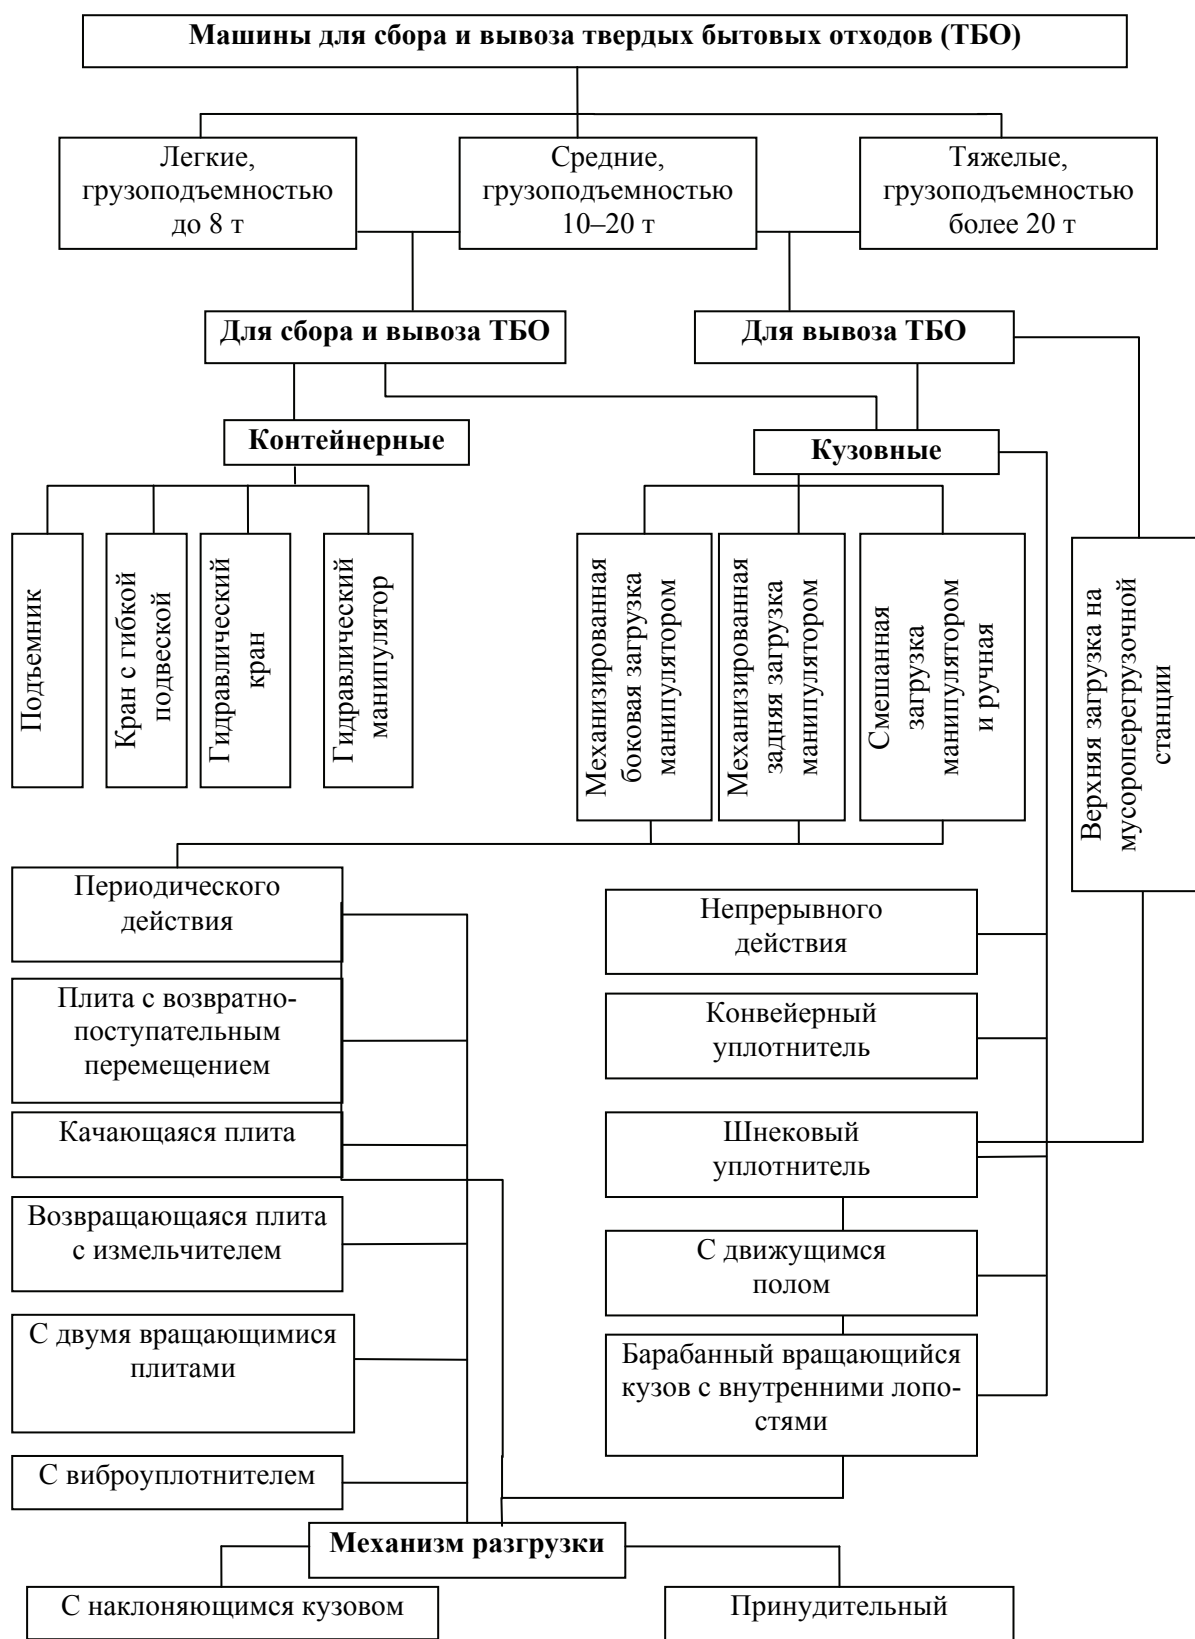 Машины для сбора и вывоза твердых бытовых отходов (ТБО)
Легкие,
грузоподъемностью
до 8 т
Средние,
грузоподъемностью
10–20 т
Тяжелые,
грузоподъемностью
более 20 т
Для сбора и вывоза ТБО
Для вывоза ТБО
Контейнерные
Кузовные
Подъемник
Кран с гибкой
подвеской
Гидравлический
кран
Гидравлический
манипулятор
Механизированная
боковая загрузка
манипулятором
Механизированная
задняя загрузка
манипулятором
Смешанная
загрузка
манипулятором
и ручная
Верхняя загрузка на
мусороперегрузочной
станции
Периодического
действия
Плита с возвратно-
поступательным
перемещением
Качающаяся плита
Возвращающаяся плита
с измельчителем
С двумя вращающимися
плитами
С виброуплотнителем
Непрерывного
действия
Конвейерный
уплотнитель
Шнековый
уплотнитель
С движущимся
полом
Барабанный вращающийся
кузов с внутренними лопо-
стями
Механизм разгрузки
С наклоняющимся кузовом
Принудительный